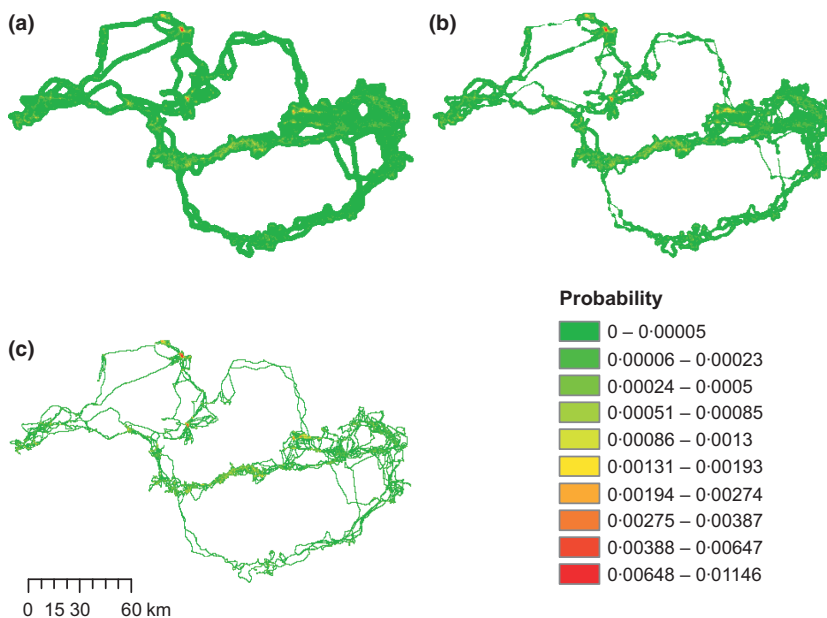 (a)
(b)
(c)
Probability
0 – 0·00005
0·00006 – 0·00023
0·00024 – 0·0005
0·00051 – 0·00085
0·00086 – 0·0013
0·00131 – 0·00193
0·00194 – 0·00274
0·00275 – 0·00387
0·00388 – 0·00647
0·00648 – 0·01146
0 15 30 60 km